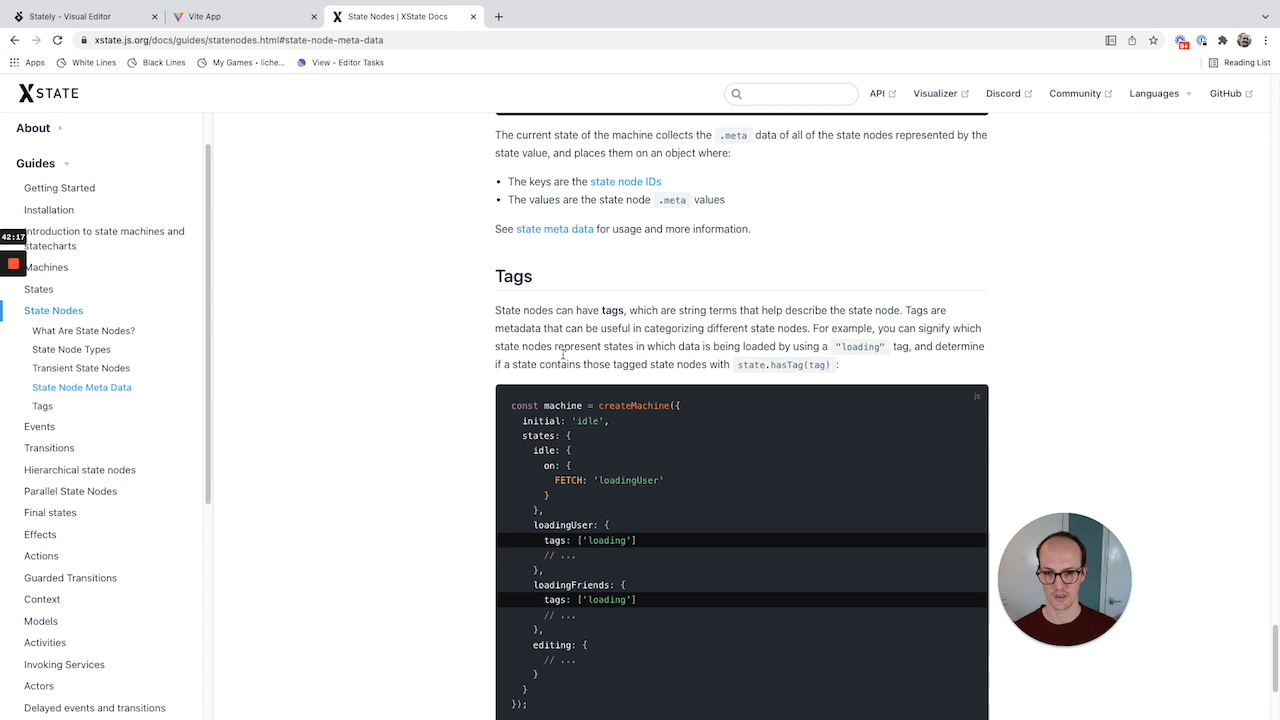 Stately - Visual Editor
Vite App
State Nodes | XState Docs
xstate.js.org/docs/guides/statenodes.html#state-node-meta-data
9+
Apps
White Lines
Black Lines
My Games • liche...
View - Editor Tasks
Reading List
XSTATE
API
Visualizer
Discord
Community
Languages
GitHub
About
Guides
Getting Started
Installation
Introduction to state machines and
statecharts
Machines
States
State Nodes
What Are State Nodes?
State Node Types
Transient State Nodes
State Node Meta Data
Tags
Events
Transitions
Hierarchical state nodes
Parallel State Nodes
Final states
Effects
Actions
Guarded Transitions
Context
Models
Activities
Invoking Services
Actors
Delayed events and transitions
42:17
The current state of the machine collects the .meta data of all of the state nodes represented by the
state value, and places them on an object where:
• The keys are the state node IDs
• The values are the state node .meta values
See state meta data for usage and more information.
Tags
State nodes can have tags, which are string terms that help describe the state node. Tags are
metadata that can be useful in categorizing different state nodes. For example, you can signify which
state nodes represent states in which data is being loaded by using a "loading" tag, and determine
if a state contains those tagged state nodes with state.hasTag(tag) :
js
const machine = createMachine({
initial: 'idle',
states: {
idle: {
on: {
FETCH: 'loadingUser'
}
},
loadingUser: {
tags: ['loading']
// ...
},
loadingFriends: {
tags: ['loading']
// ...
},
editing: {
// ...
}
}
});